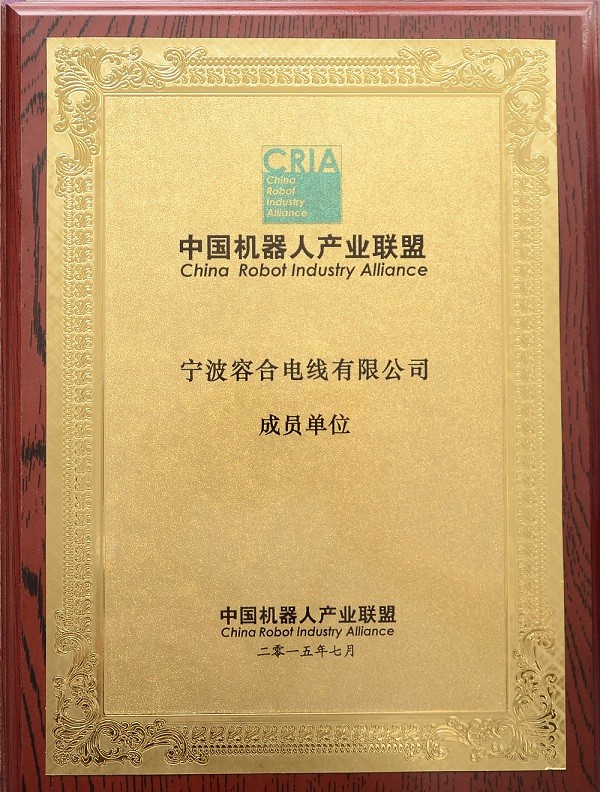 CRIA
China
Robot
Industry
Alliance
中国机器人产业联盟
China Robot Industry Alliance
宁波容合电线有限公司
成员单位
中国机器人产业联盟
China Robot Industry Alliance
二零一五年七月